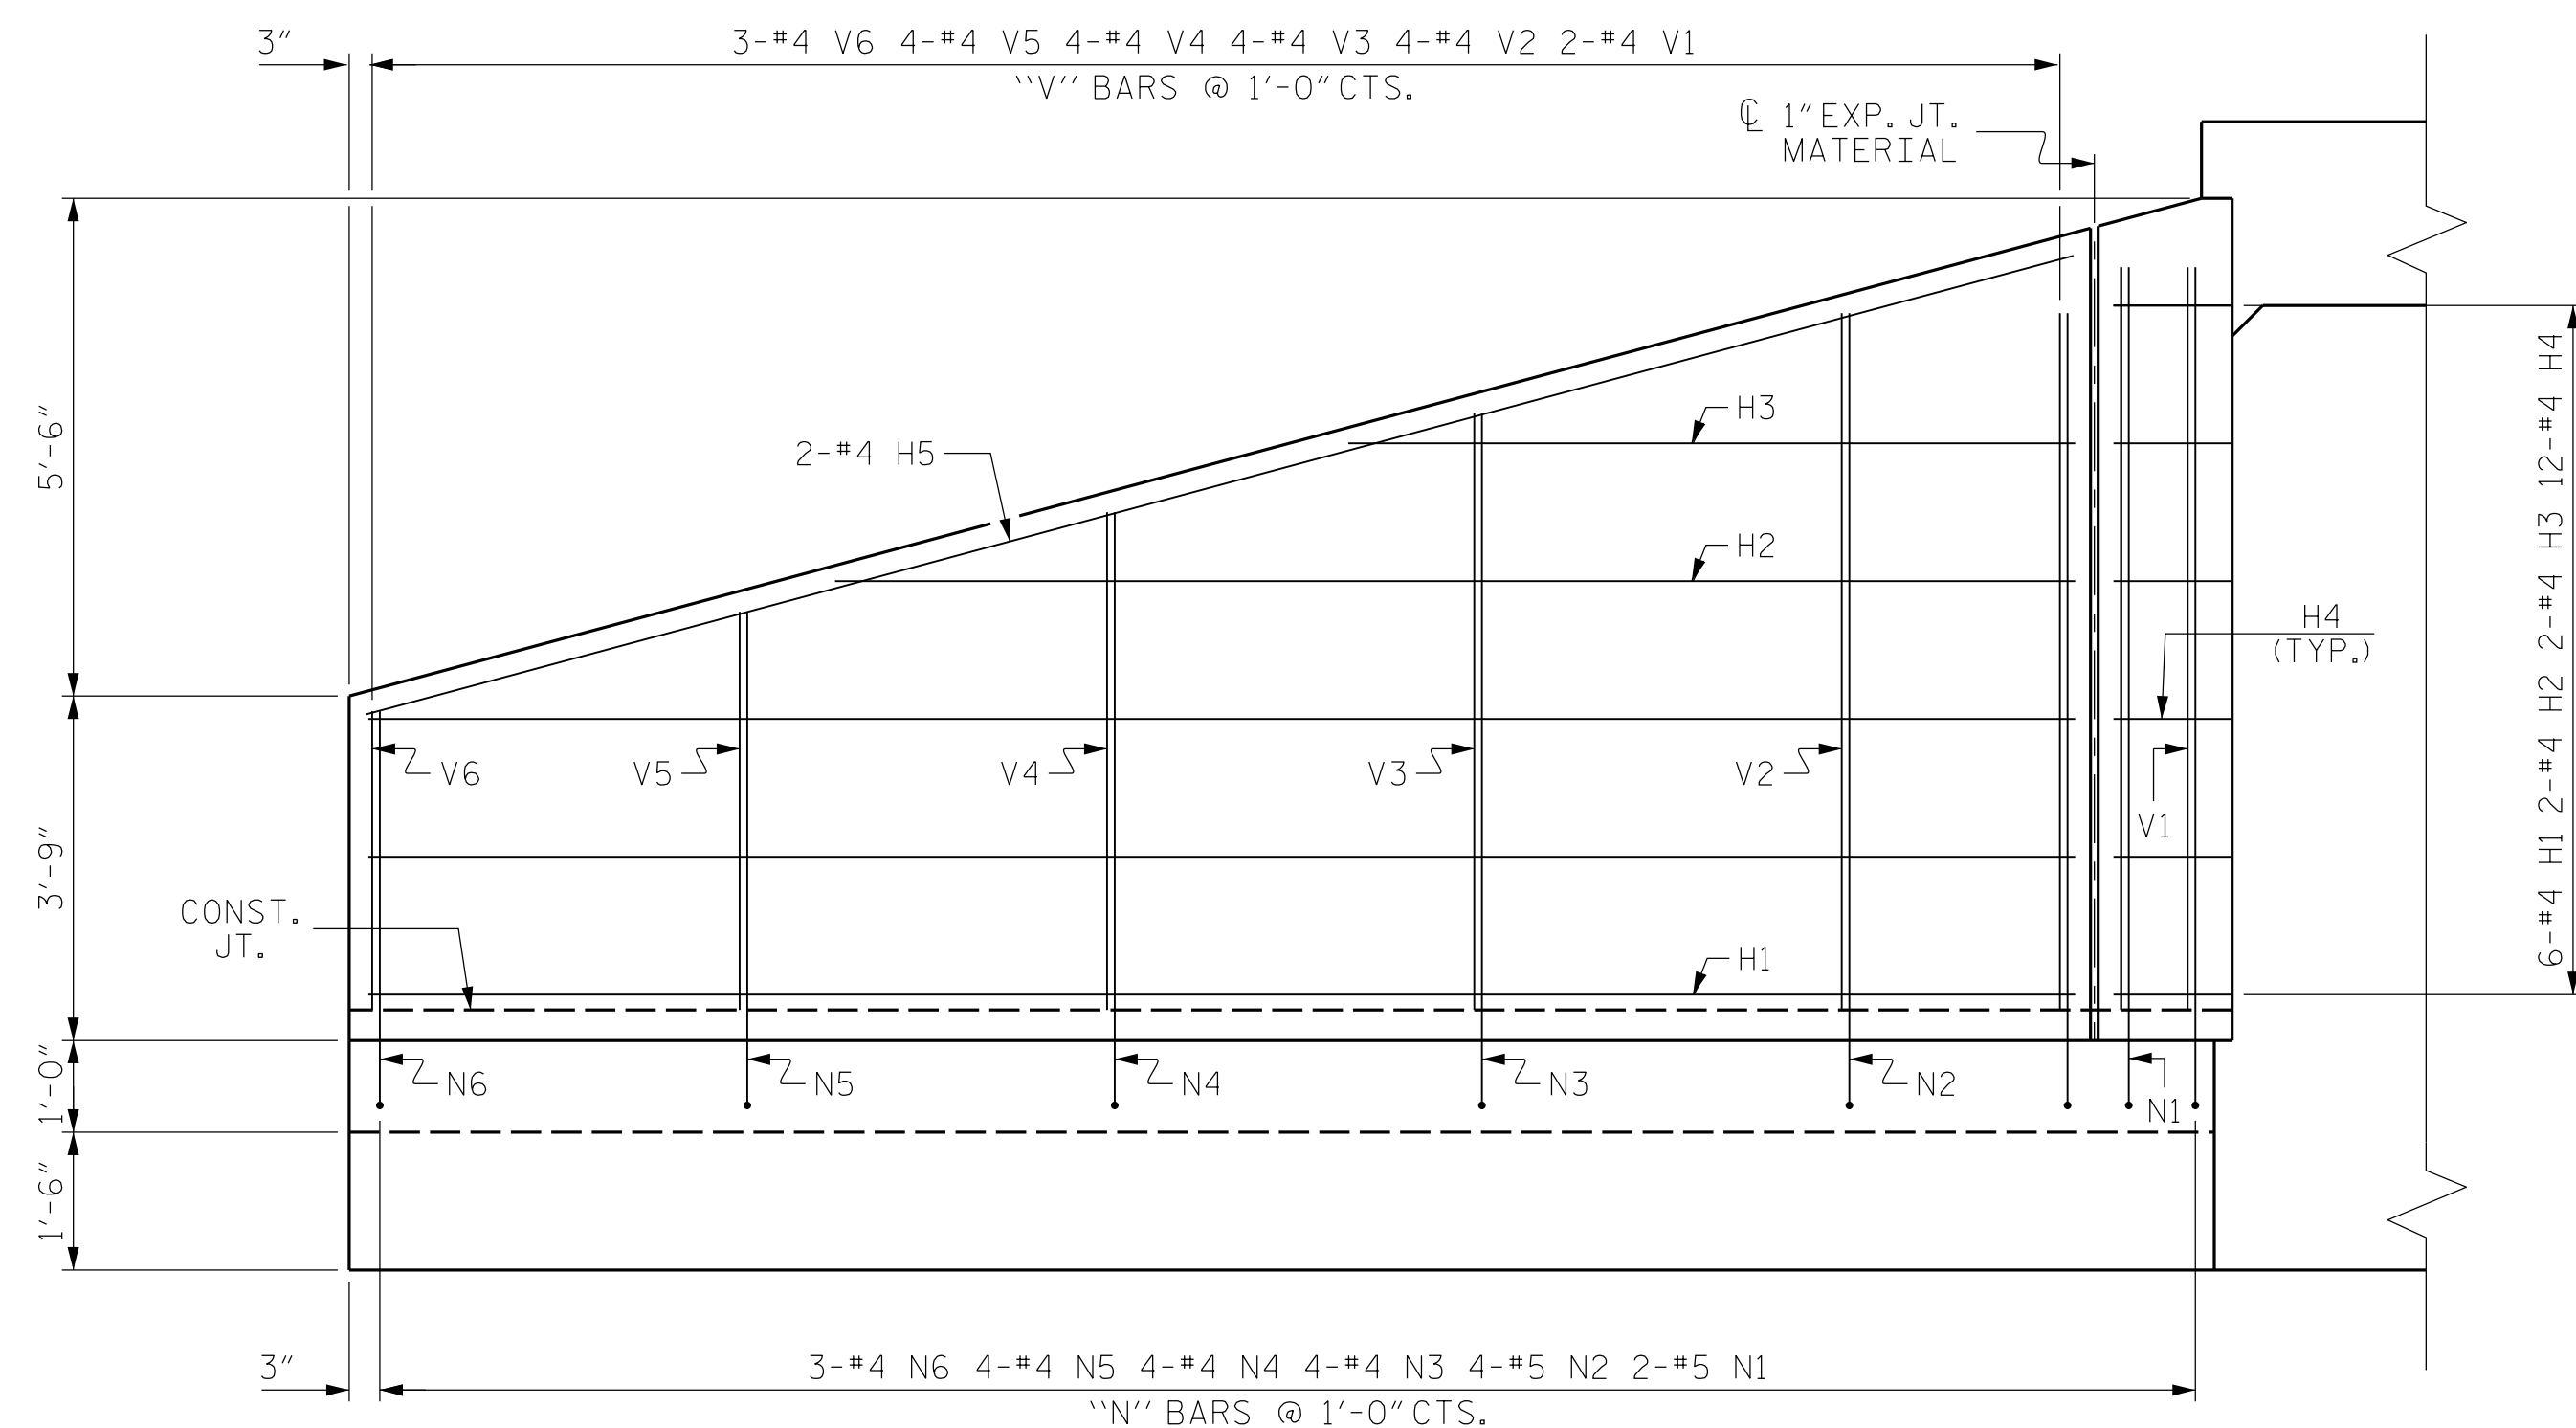 3" 3-#4 V6 4-#4 V5 4-#4 V4 4-#4 V3 4-#4 V2 2-#4 V1
"V" BARS @ 1'-0" CTS.
℄ 1" EXP. JT.
MATERIAL
5'-6"
2-#4 H5
H3
H2
H4
(TYP.)
6-#4 H1 2-#4 H2 2-#4 H3 12-#4 H4
V6
V5
V4
V3
V2
V1
3'-9"
CONST.
JT.
H1
1'-0"
N6
N5
N4
N3
N2
N1
1'-6"
3" 3-#4 N6 4-#4 N5 4-#4 N4 4-#4 N3 4-#5 N2 2-#5 N1
"N" BARS @ 1'-0" CTS.